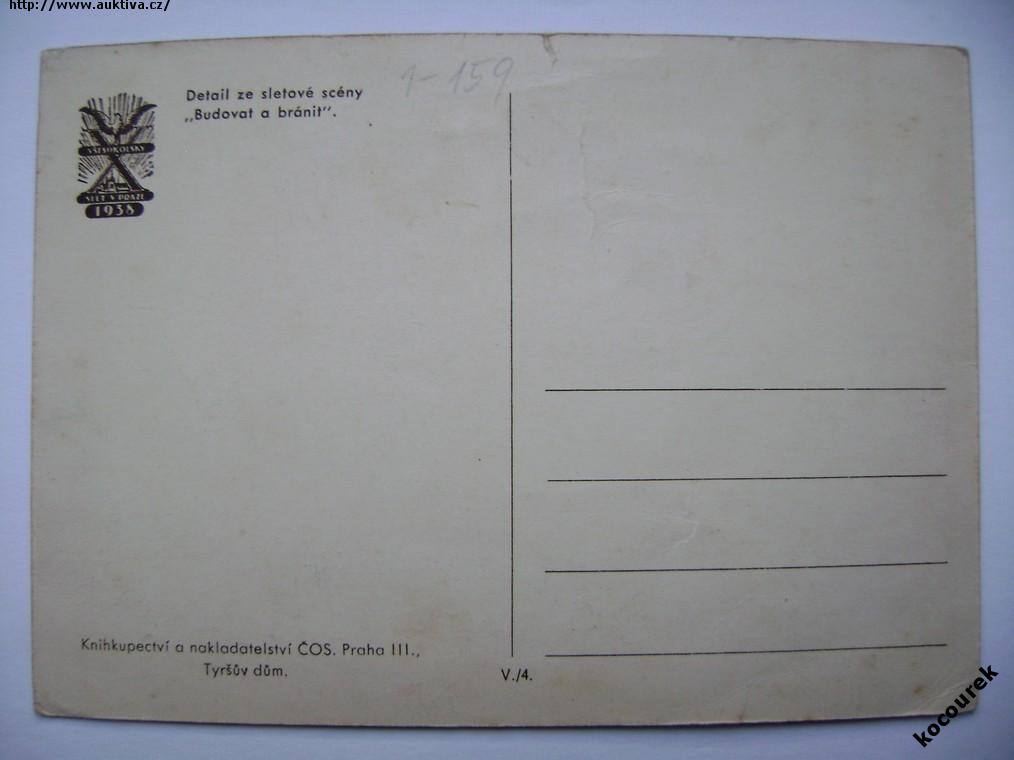 http://www.auktiva.cz/
1-159
Detail ze sletové scény
„Budovat a bránit".
VŠESOKOLSKÝ
X
SLET V PRAZE
1938
Knihkupectví a nakladatelství ČOS. Praha III.,
Tyršův dům.
V./4.
kocourek